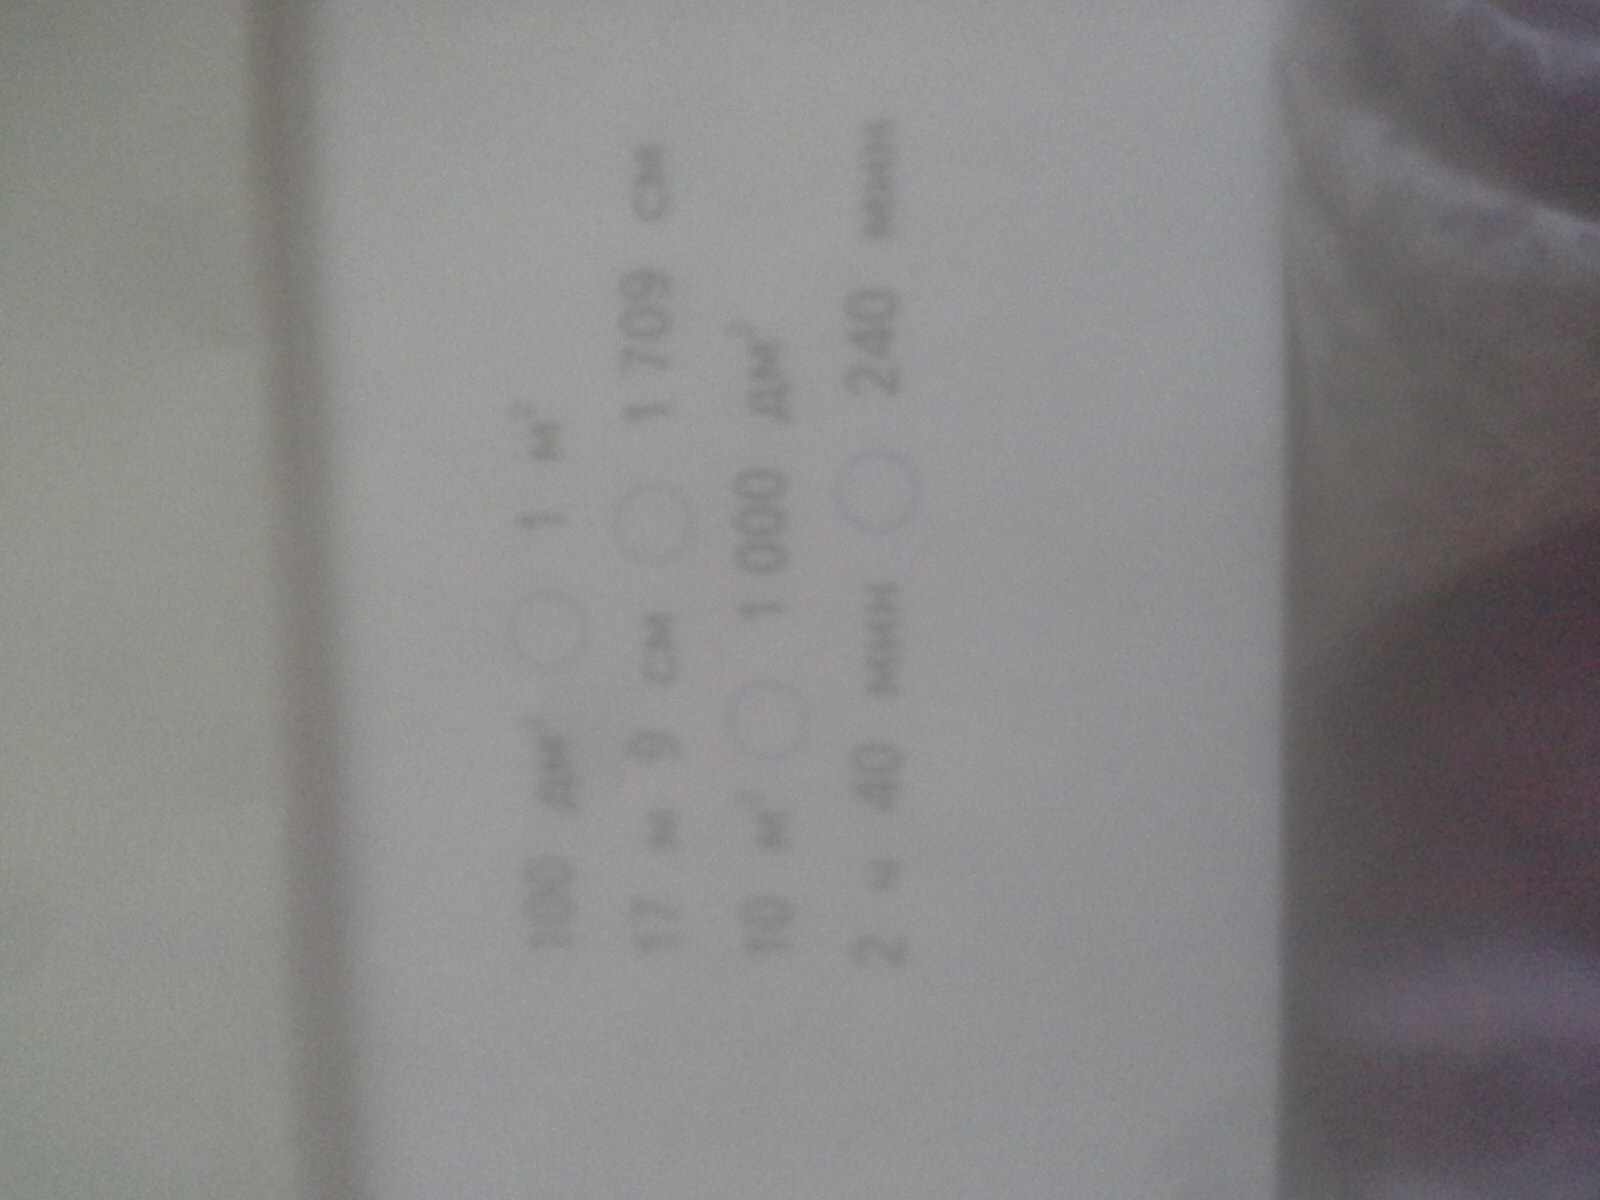 100 дм² ○ 1 м²
17 м 9 см ○ 1 709 см
10 м² ○ 1 000 дм²
2 ч 40 мин ○ 240 мин